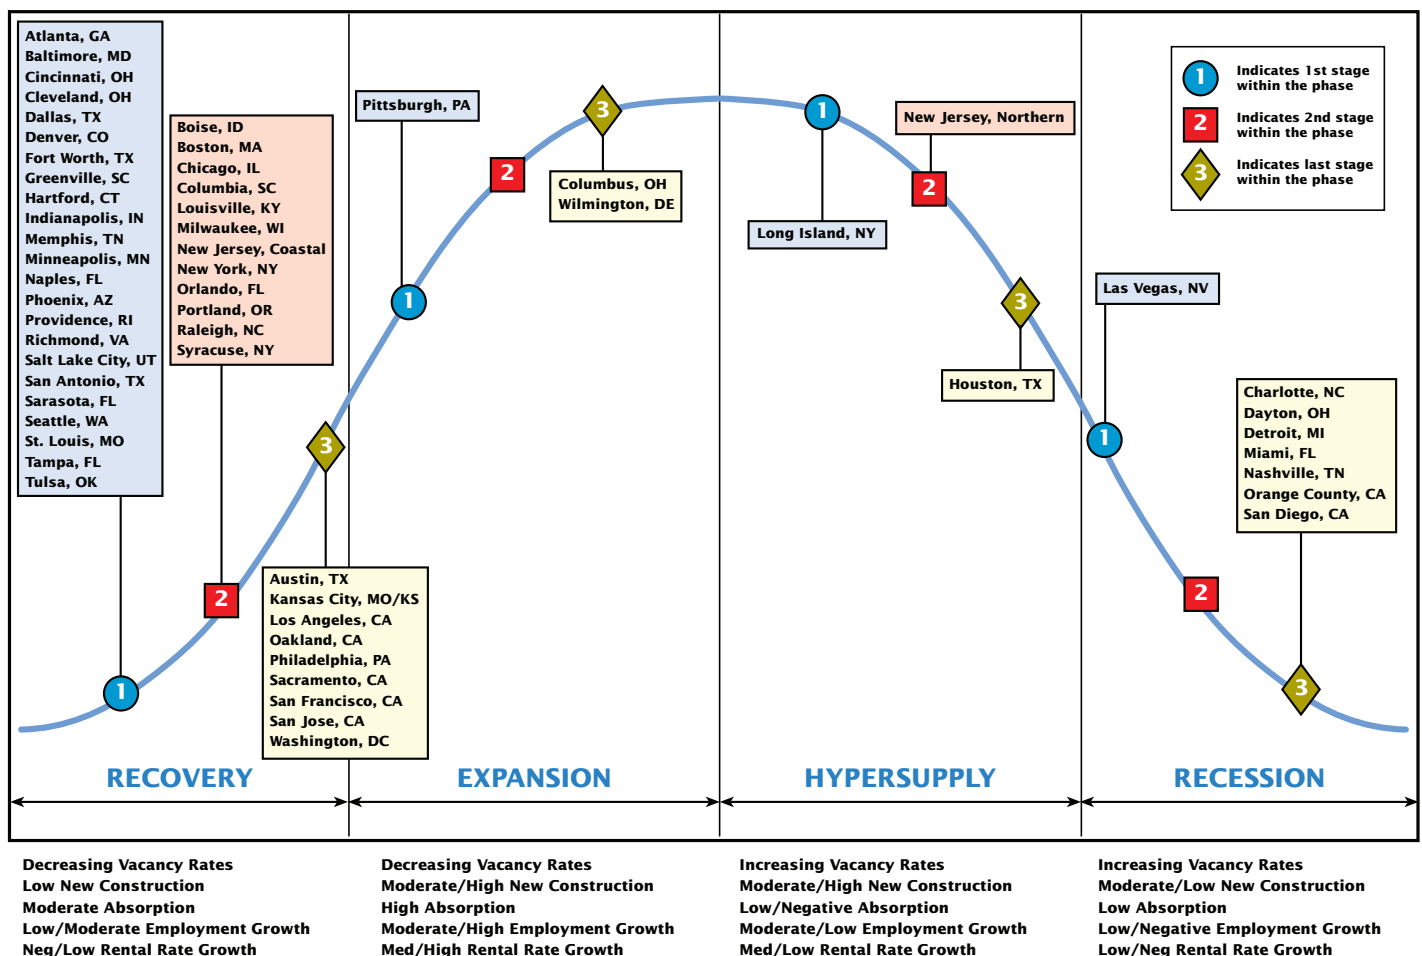 Atlanta, GA
Baltimore, MD
Cincinnati, OH
Cleveland, OH
Dallas, TX
Denver, CO
Fort Worth, TX
Greenville, SC
Hartford, CT
Indianapolis, IN
Memphis, TN
Minneapolis, MN
Naples, FL
Phoenix, AZ
Providence, RI
Richmond, VA
Salt Lake City, UT
San Antonio, TX
Sarasota, FL
Seattle, WA
St. Louis, MO
Tampa, FL
Tulsa, OK
1
Boise, ID
Boston, MA
Chicago, IL
Columbia, SC
Louisville, KY
Milwaukee, WI
New Jersey, Coastal
New York, NY
Orlando, FL
Portland, OR
Raleigh, NC
Syracuse, NY
2
3
Austin, TX
Kansas City, MO/KS
Los Angeles, CA
Oakland, CA
Philadelphia, PA
Sacramento, CA
San Francisco, CA
San Jose, CA
Washington, DC
Pittsburgh, PA
1
2
3
Columbus, OH
Wilmington, DE
1
Long Island, NY
New Jersey, Northern
2
3
Houston, TX
1 Indicates 1st stage
within the phase
2 Indicates 2nd stage
within the phase
3 Indicates last stage
within the phase
Las Vegas, NV
1
2
Charlotte, NC
Dayton, OH
Detroit, MI
Miami, FL
Nashville, TN
Orange County, CA
San Diego, CA
3
RECOVERY
EXPANSION
HYPERSUPPLY
RECESSION
Decreasing Vacancy Rates
Low New Construction
Moderate Absorption
Low/Moderate Employment Growth
Neg/Low Rental Rate Growth
Decreasing Vacancy Rates
Moderate/High New Construction
High Absorption
Moderate/High Employment Growth
Med/High Rental Rate Growth
Increasing Vacancy Rates
Moderate/High New Construction
Low/Negative Absorption
Moderate/Low Employment Growth
Med/Low Rental Rate Growth
Increasing Vacancy Rates
Moderate/Low New Construction
Low Absorption
Low/Negative Employment Growth
Low/Neg Rental Rate Growth